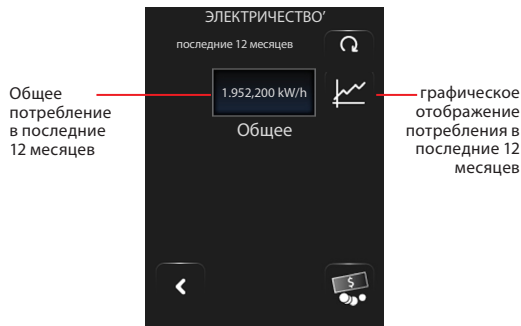 ЭЛЕКТРИЧЕСТВО’
последние 12 месяцев
1.952,200 kW/h
Общее
Общее
потребление
в последние
12 месяцев
графическое
отображение
потребления в
последние 12
месяцев
$